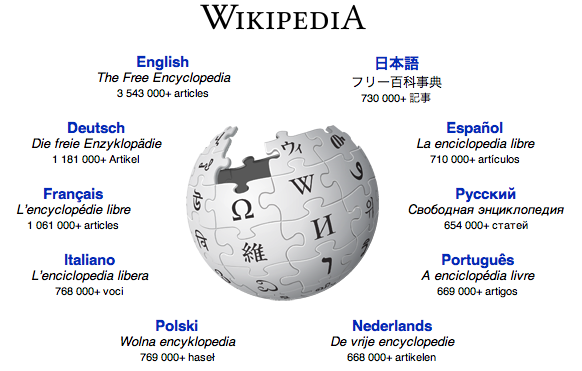 WIKIPEDIA
English
The Free Encyclopedia
3 543 000+ articles
日本語
フリー百科事典
730 000+ 記事
Deutsch
Die freie Enzyklopädie
1 181 000+ Artikel
Español
La enciclopedia libre
710 000+ artículos
Français
L'encyclopédie libre
1 061 000+ articles
Русский
Свободная энциклопедия
654 000+ статей
Italiano
L'enciclopedia libera
768 000+ voci
Português
A enciclopédia livre
669 000+ artigos
Polski
Wolna encyklopedia
769 000+ haseł
Nederlands
De vrije encyclopedie
668 000+ artikelen
ウィ
W
Ω
И
維